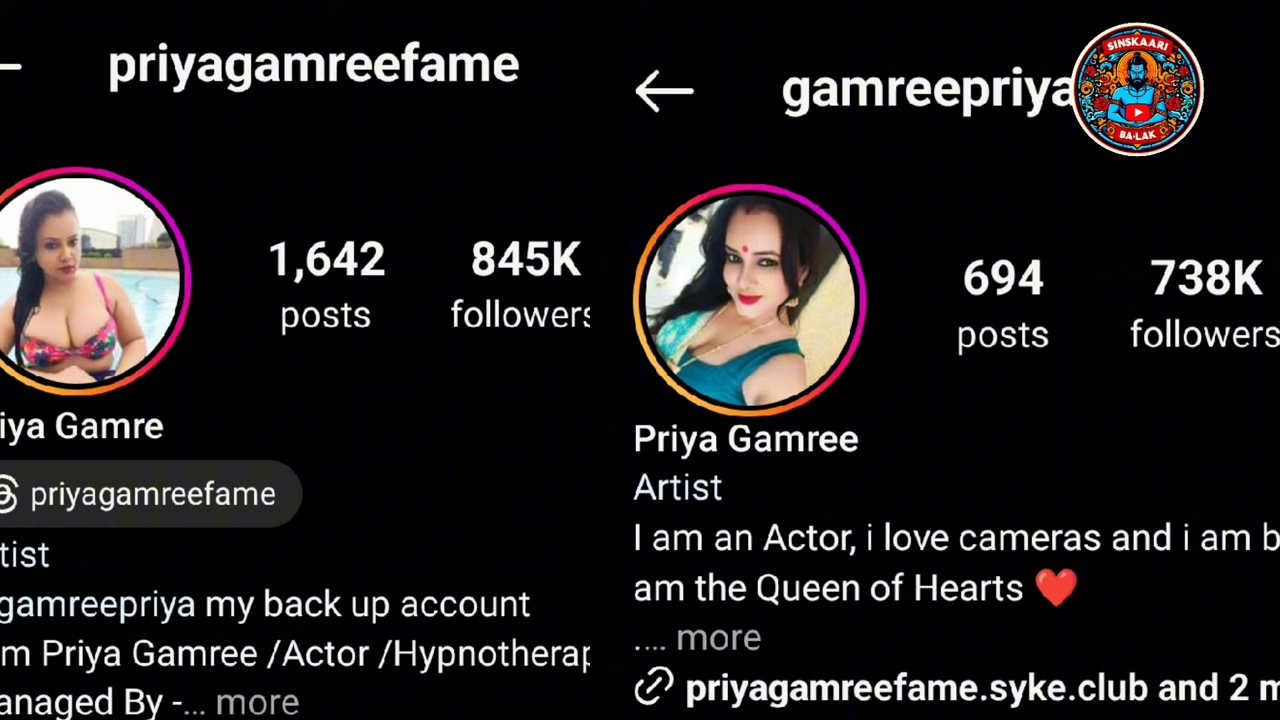 priyagamreefame
1,642
posts
845K
followers
iya Gamre
priyagamreefame
tist
gamreepriya my back up account
m Priya Gamree /Actor /Hypnotherap
anaged By -... more
gamreepriya
SINSKAARI
BA-LAK
694
posts
738K
followers
Priya Gamree
Artist
I am an Actor, i love cameras and i am b
am the Queen of Hearts ❤️
.... more
priyagamreefame.syke.club and 2 m